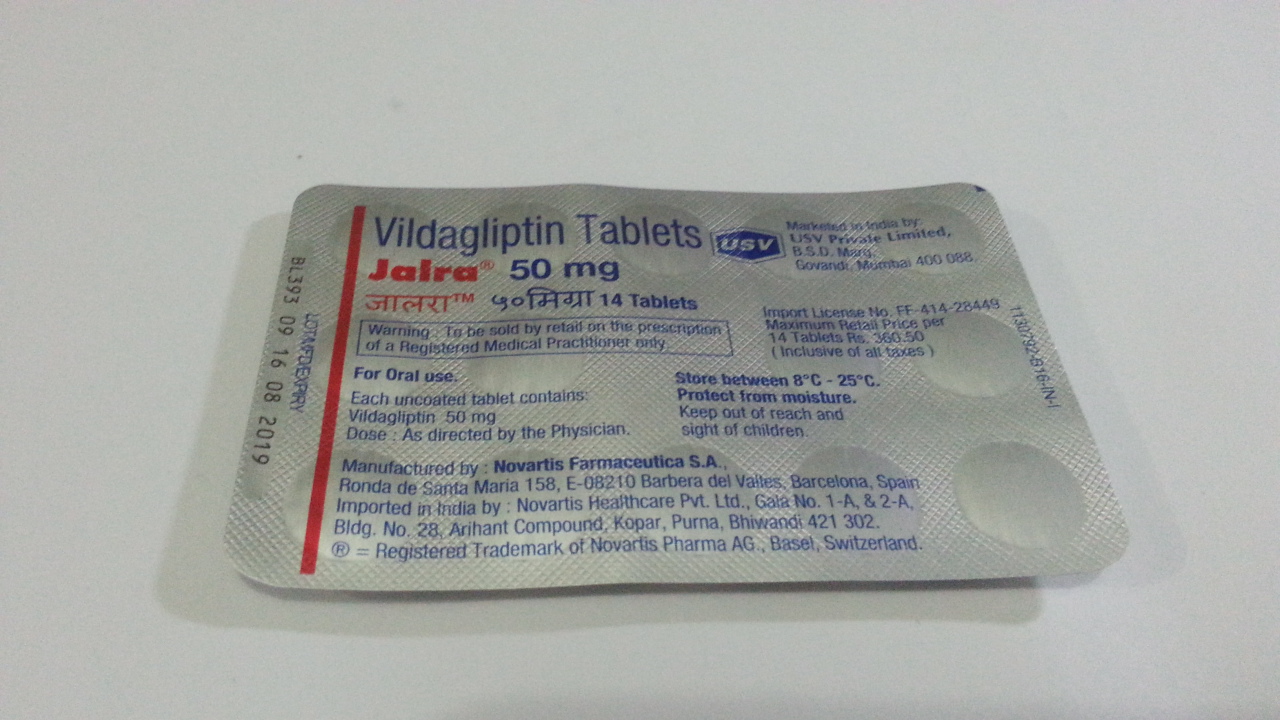 Vildagliptin Tablets
Jalra® 50 mg
जालरा™ ५० मिग्रा 14 Tablets
Warning : To be sold by retail on the prescription
of a Registered Medical Practitioner only.
USV
Marketed in India by:
USV Private Limited,
B.S.D. Marg,
Govandi, Mumbai 400 088.
Import License No. FF-414-28449
Maximum Retail Price per
14 Tablets Rs. 360.50
( Inclusive of all taxes )
For Oral use.
Each uncoated tablet contains:
Vildagliptin 50 mg
Dose : As directed by the Physician.
Store between 8°C - 25°C.
Protect from moisture.
Keep out of reach and
sight of children.
Manufactured by : Novartis Farmaceutica S.A.,
Ronda de Santa Maria 158, E-08210 Barbera del Valles, Barcelona, Spain
Imported in India by : Novartis Healthcare Pvt. Ltd., Gala No. 1-A, & 2-A,
Bldg. No. 28, Arihant Compound, Kopar, Purna, Bhiwandi 421 302.
® = Registered Trademark of Novartis Pharma AG., Basel, Switzerland.
BL393 09 16 08 2019
LOT/MFD/EXPIRY
1130792-B16-IN-I